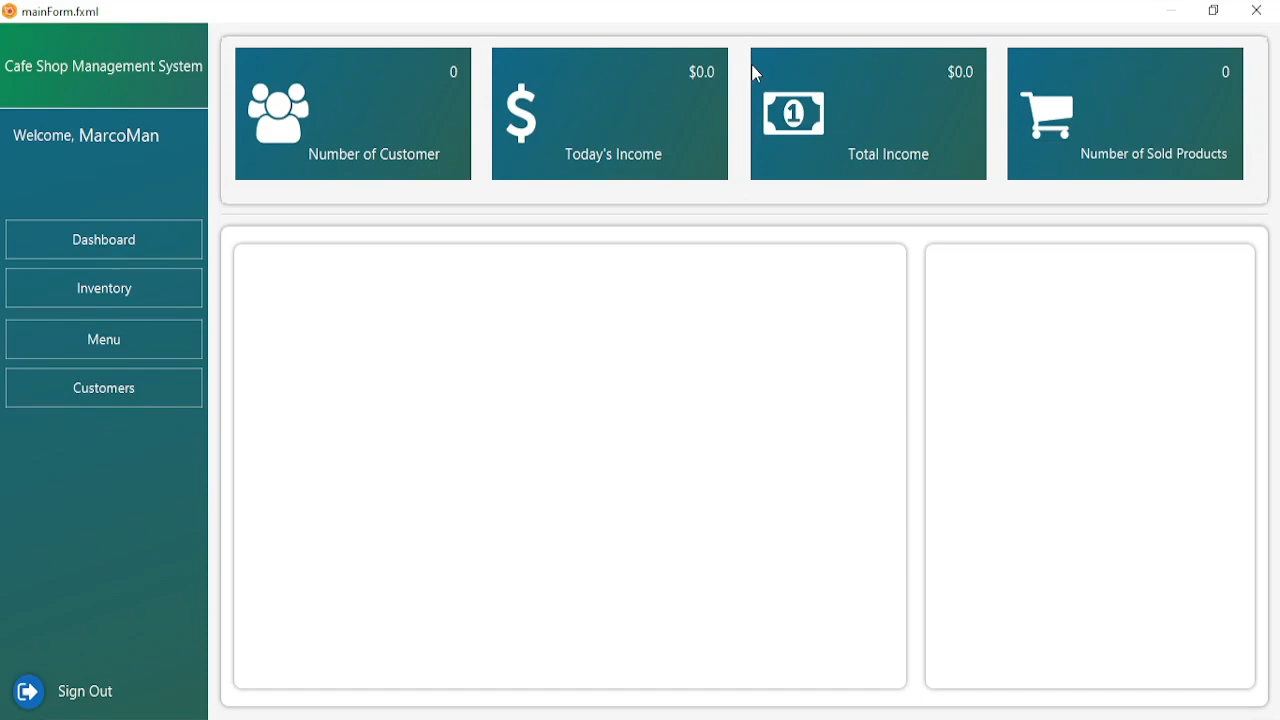 mainForm.fxml
Cafe Shop Management System
Welcome, MarcoMan
Dashboard
Inventory
Menu
Customers
Sign Out
0
Number of Customer
$0.0
$
Today's Income
$0.0
1
Total Income
0
Number of Sold Products